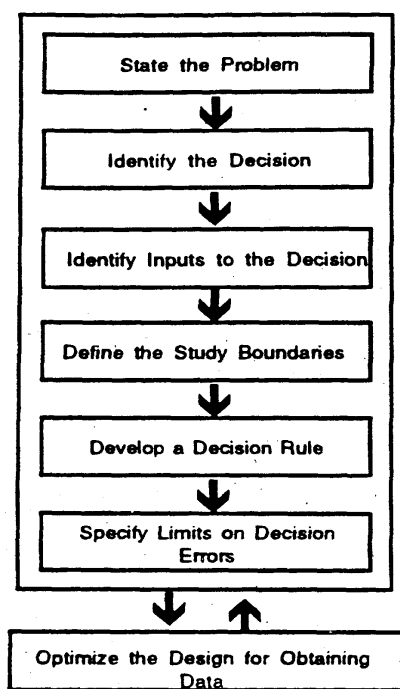 State the Problem
Identify the Decision
Identify Inputs to the Decision
Define the Study Boundaries
Develop a Decision Rule
Specify Limits on Decision
Errors
Optimize the Design for Obtaining
Data